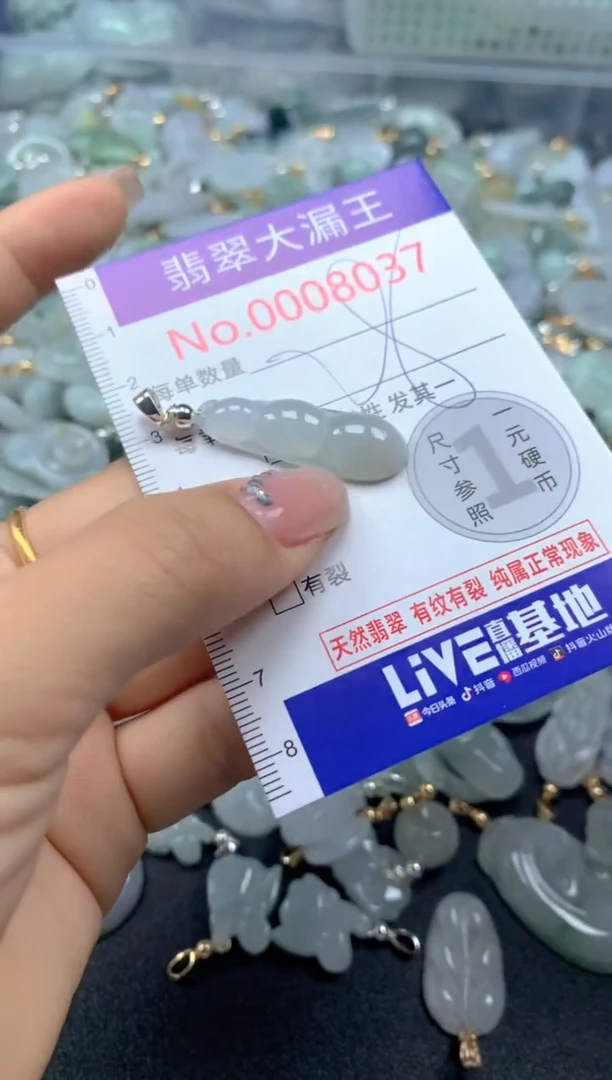 翡翠大漏王
No.0008037
0
1
2
每单数量
3
性 发其一
尺寸参照
1
一元硬币
有裂
天然翡翠 有纹有裂 纯属正常现象
7
LIVE直播基地
今日头条 抖音 西瓜视频 抖音火山
8